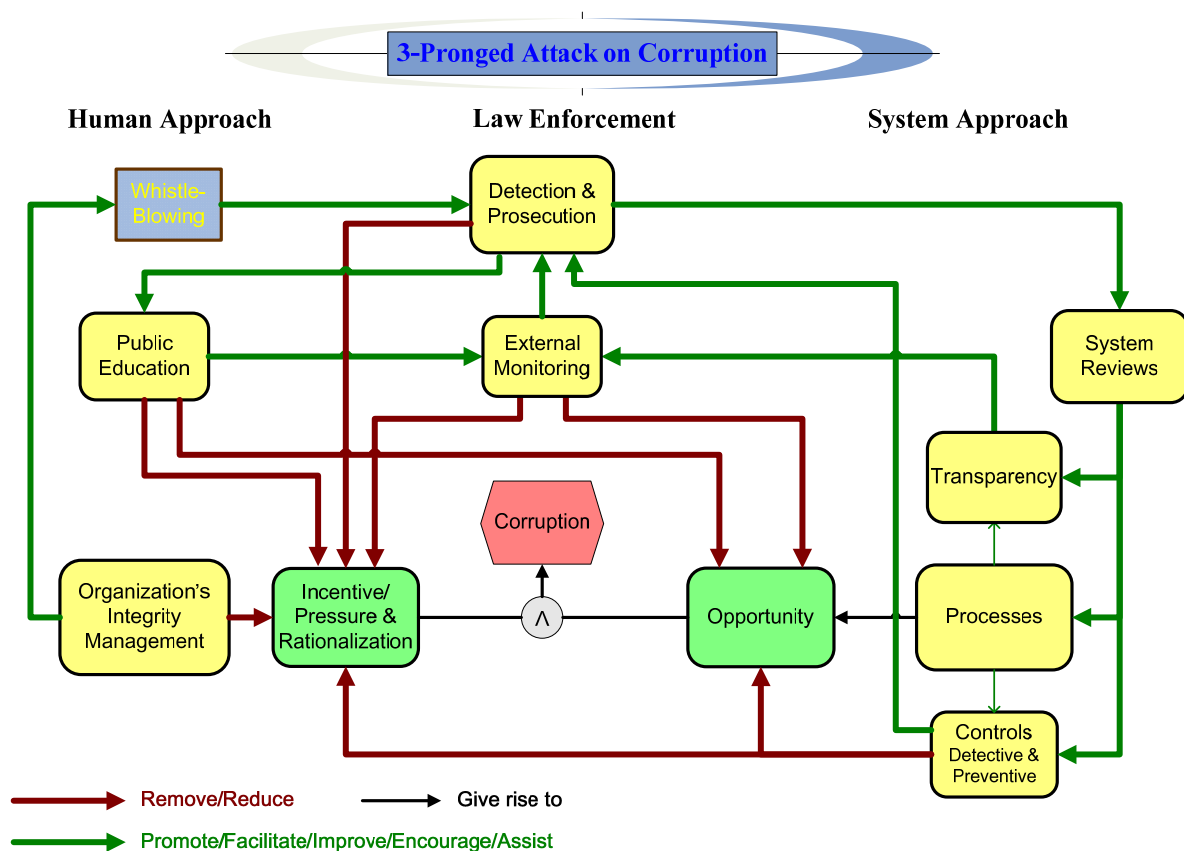 3-Pronged Attack on Corruption
Human Approach
Law Enforcement
System Approach
Whistle-
Blowing
Detection &
Prosecution
Public
Education
External
Monitoring
System
Reviews
Transparency
Corruption
Organization's
Integrity
Management
Incentive/
Pressure &
Rationalization
Λ
Opportunity
Processes
Controls
Detective &
Preventive
Remove/Reduce
Give rise to
Promote/Facilitate/Improve/Encourage/Assist